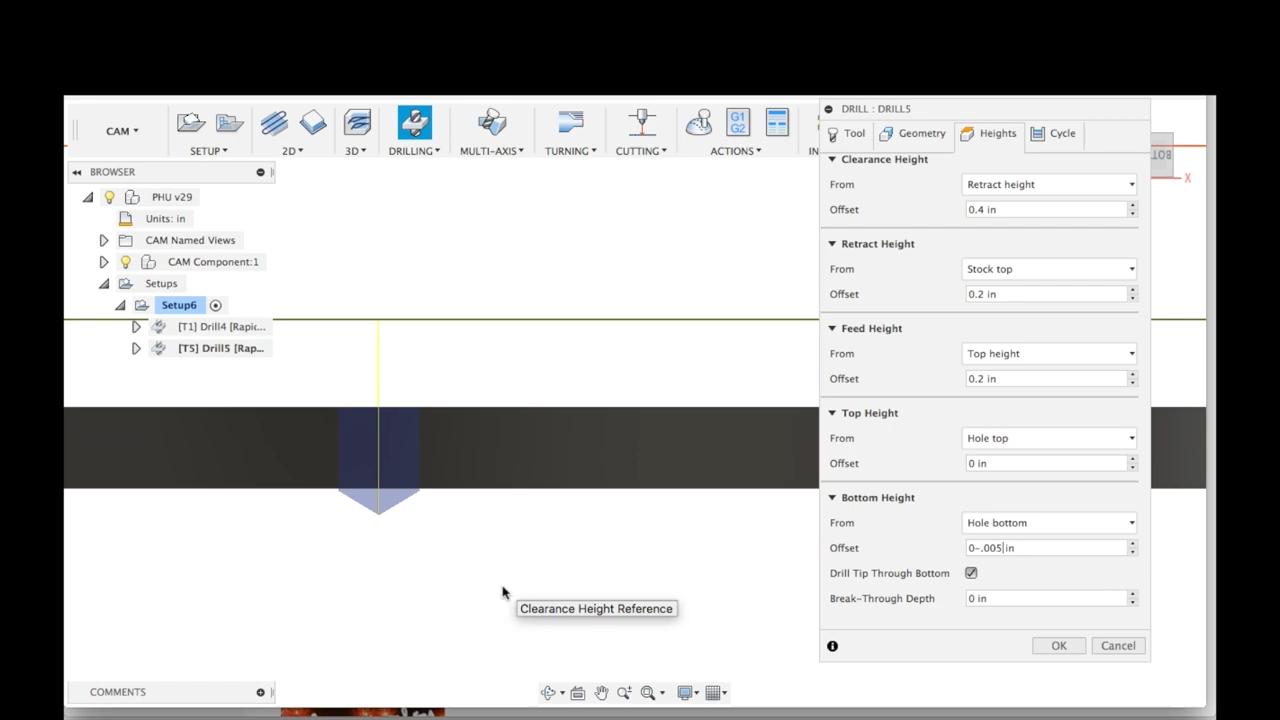 DRILL : DRILL5
CAM
SETUP
2D
3D
DRILLING
MULTI-AXIS
TURNING
CUTTING
G1
G2
ACTIONS
IN
Tool
Geometry
Heights
Cycle
BOT
X
BROWSER
PHU v29
Units: in
CAM Named Views
CAM Component:1
Setups
Setup6
[T1] Drill4 [Rapic...
[T5] Drill5 [Rap...
Clearance Height
From Retract height
Offset 0.4 in
Retract Height
From Stock top
Offset 0.2 in
Feed Height
From Top height
Offset 0.2 in
Top Height
From Hole top
Offset 0 in
Bottom Height
From Hole bottom
Offset 0-.005 in
Drill Tip Through Bottom
Break-Through Depth 0 in
Clearance Height Reference
OK
Cancel
COMMENTS